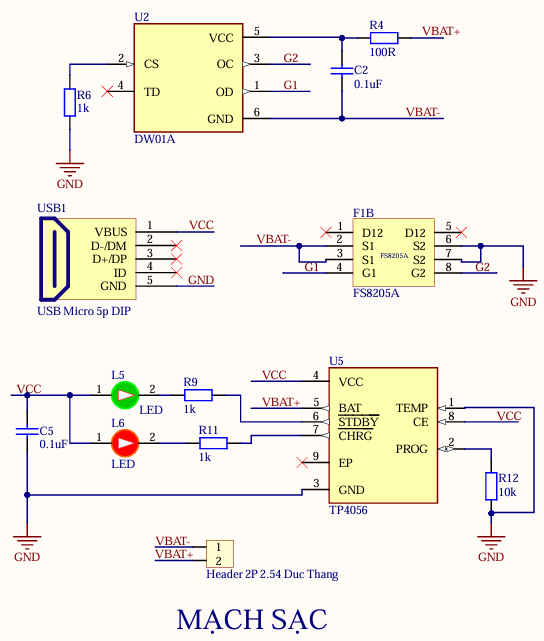 U2
VCC 5
R4
VBAT+
100R
2 CS
OC 3 G2
C2
0.1uF
4 TD
OD 1 G1
R6
1k
GND 6
VBAT-
DW01A
GND
USB1
VBUS 1 VCC
D-/DM 2
D+/DP 3
ID 4
GND 5 GND
USB Micro 5p DIP
F1B
1 D12 D12 5
VBAT- 2 S1 S2 6
3 S1 FS8205A S2 7
G1 4 G1 G2 8 G2
FS8205A
GND
U5
VCC 4 VCC
VBAT+ 5 BAT
6 STDBY
7 CHRG
9 EP
3 GND
TEMP 1
CE 8 VCC
PROG 2
TP4056
R12
10k
GND
VCC
L5
1 2
LED
R9
1k
L6
1 2
LED
R11
1k
C5
0.1uF
GND
VBAT- 1
VBAT+ 2
Header 2P 2.54 Duc Thang
MẠCH SẠC